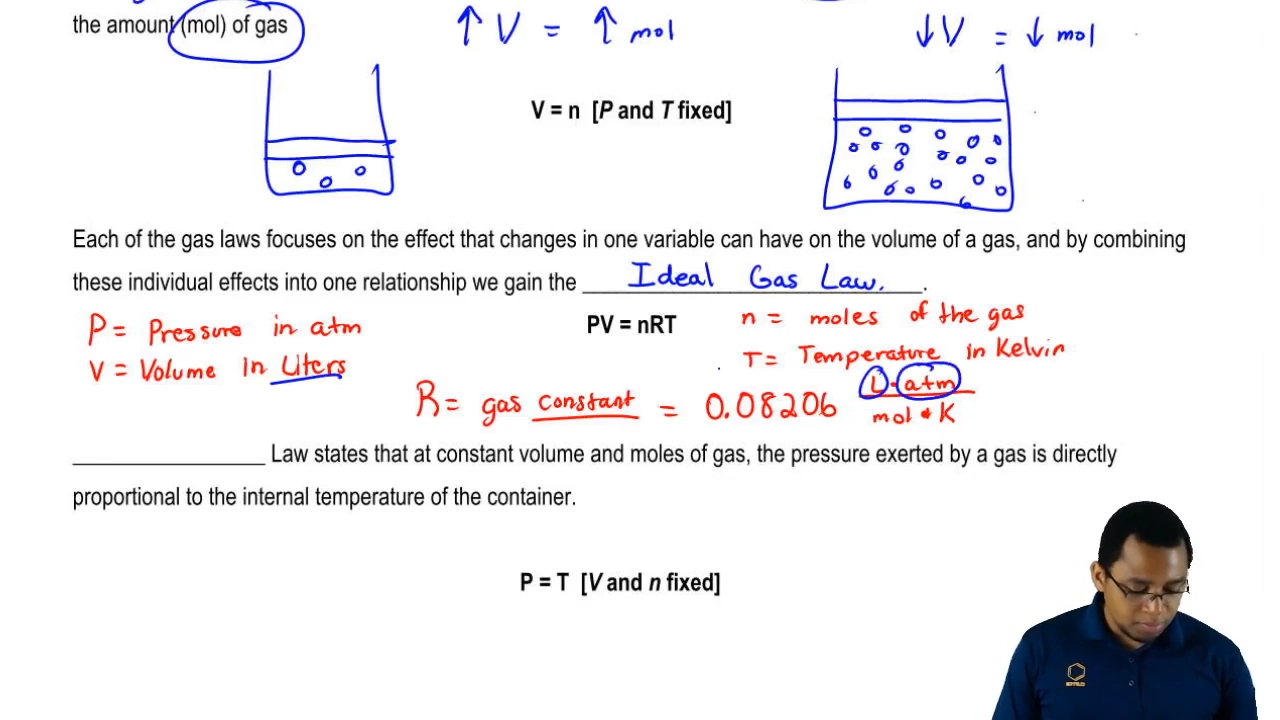 the amount (mol) of gas
↑ V = ↑ mol
↓ V = ↓ mol
V = n [P and T fixed]
Each of the gas laws focuses on the effect that changes in one variable can have on the volume of a gas, and by combining
these individual effects into one relationship we gain the Ideal Gas Law. .
P = Pressure in atm
PV = nRT
n = moles of the gas
V = Volume in Liters
T = Temperature in Kelvin
R = gas constant = 0.08206 L · atm / mol * K
________________ Law states that at constant volume and moles of gas, the pressure exerted by a gas is directly
proportional to the internal temperature of the container.
P = T [V and n fixed]